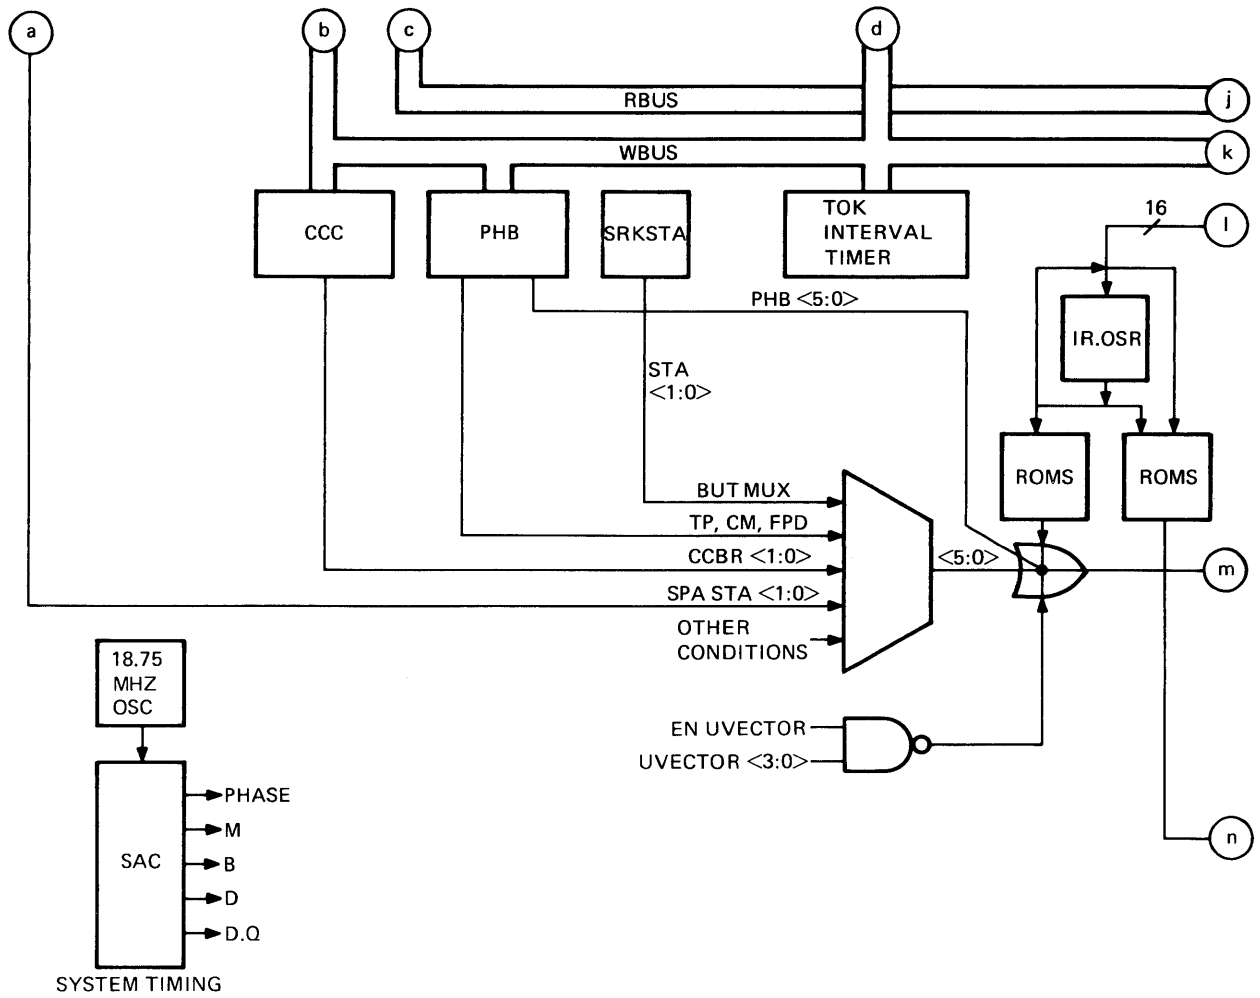 a
b
c
d
RBUS
j
WBUS
k
CCC
PHB
SRKSTA
TOK
INTERVAL
TIMER
16
l
PHB <5:0>
IR.OSR
STA
<1:0>
ROMS
ROMS
BUT MUX
TP, CM, FPD
CCBR <1:0>
<5:0>
m
SPA STA <1:0>
OTHER
CONDITIONS
18.75
MHZ
OSC
EN UVECTOR
UVECTOR <3:0>
PHASE
M
SAC
B
D
D.Q
n
SYSTEM TIMING